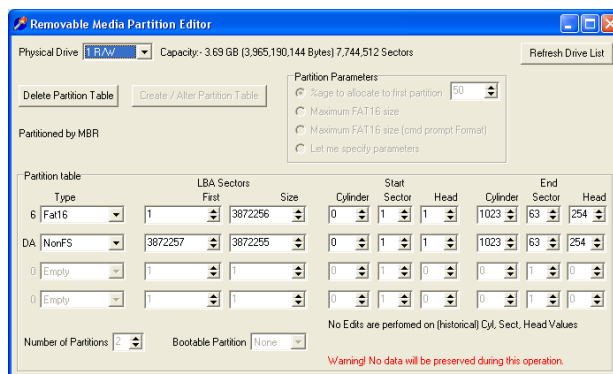 Removable Media Partition Editor
Physical Drive 1 R/W Capacity:- 3.69 GB (3,965,190,144 Bytes) 7,744,512 Sectors Refresh Drive List
Partition Parameters
Delete Partition Table Create / Alter Partition Table %age to allocate to first partition 50
Maximum FAT16 size
Partitioned by MBR Maximum FAT16 size (cmd prompt Format)
Let me specify parameters
Partition table
LBA Sectors Start End
Type First Size Cylinder Sector Head Cylinder Sector Head
6 Fat16 1 3872256 0 1 1 1023 63 254
DA NonFS 3872257 3872255 0 1 1 1023 63 254
0 Empty 1 1 0 1 0 0 1 0
0 Empty 1 1 0 1 0 0 1 0
No Edits are perfomed on (historical) Cyl, Sect, Head Values
Number of Partitions 2 Bootable Partition None
Warning! No data will be preserved during this operation.